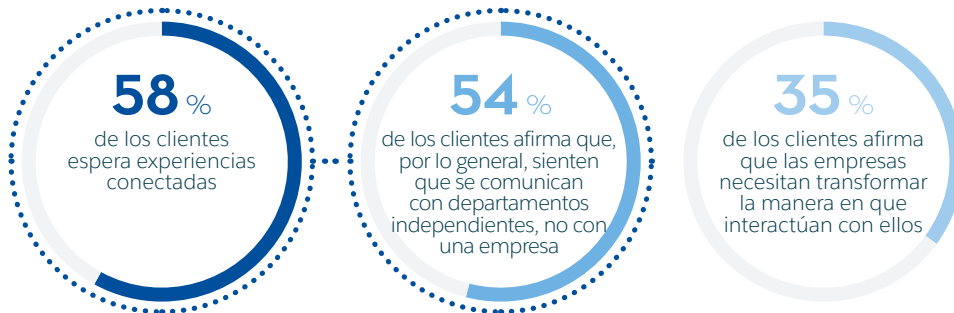 58 %
de los clientes
espera experiencias
conectadas
54 %
de los clientes afirma que,
por lo general, sienten
que se comunican
con departamentos
independientes, no con
una empresa
35 %
de los clientes afirma
que las empresas
necesitan transformar
la manera en que
interactúan con ellos